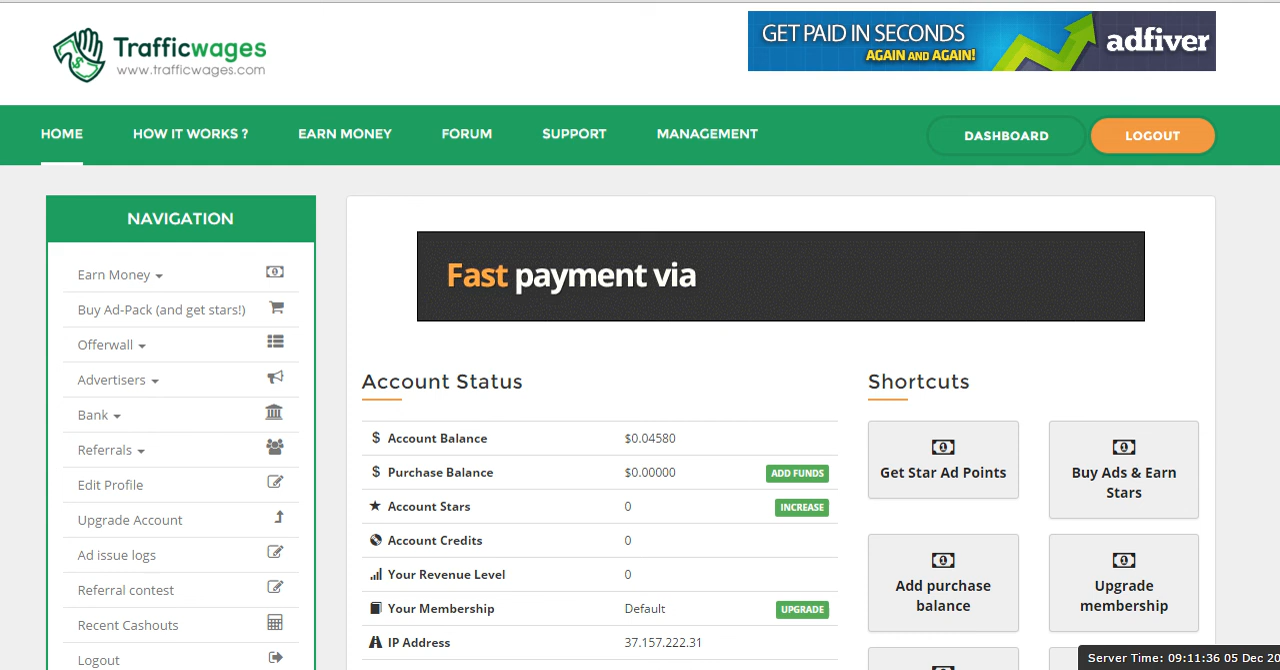 Trafficwages
www.trafficwages.com
GET PAID IN SECONDS
AGAIN AND AGAIN!
adfiver
HOME
HOW IT WORKS ?
EARN MONEY
FORUM
SUPPORT
MANAGEMENT
DASHBOARD
LOGOUT
NAVIGATION
Earn Money
Buy Ad-Pack (and get stars!)
Offerwall
Advertisers
Bank
Referrals
Edit Profile
Upgrade Account
Ad issue logs
Referral contest
Recent Cashouts
Logout
Fast payment via
Account Status
Account Balance $0.04580
Purchase Balance $0.00000 ADD FUNDS
Account Stars 0 INCREASE
Account Credits 0
Your Revenue Level 0
Your Membership Default UPGRADE
IP Address 37.157.222.31
Shortcuts
Get Star Ad Points
Buy Ads & Earn
Stars
Add purchase
balance
Upgrade
membership
Server Time: 09:11:36 05 Dec 20